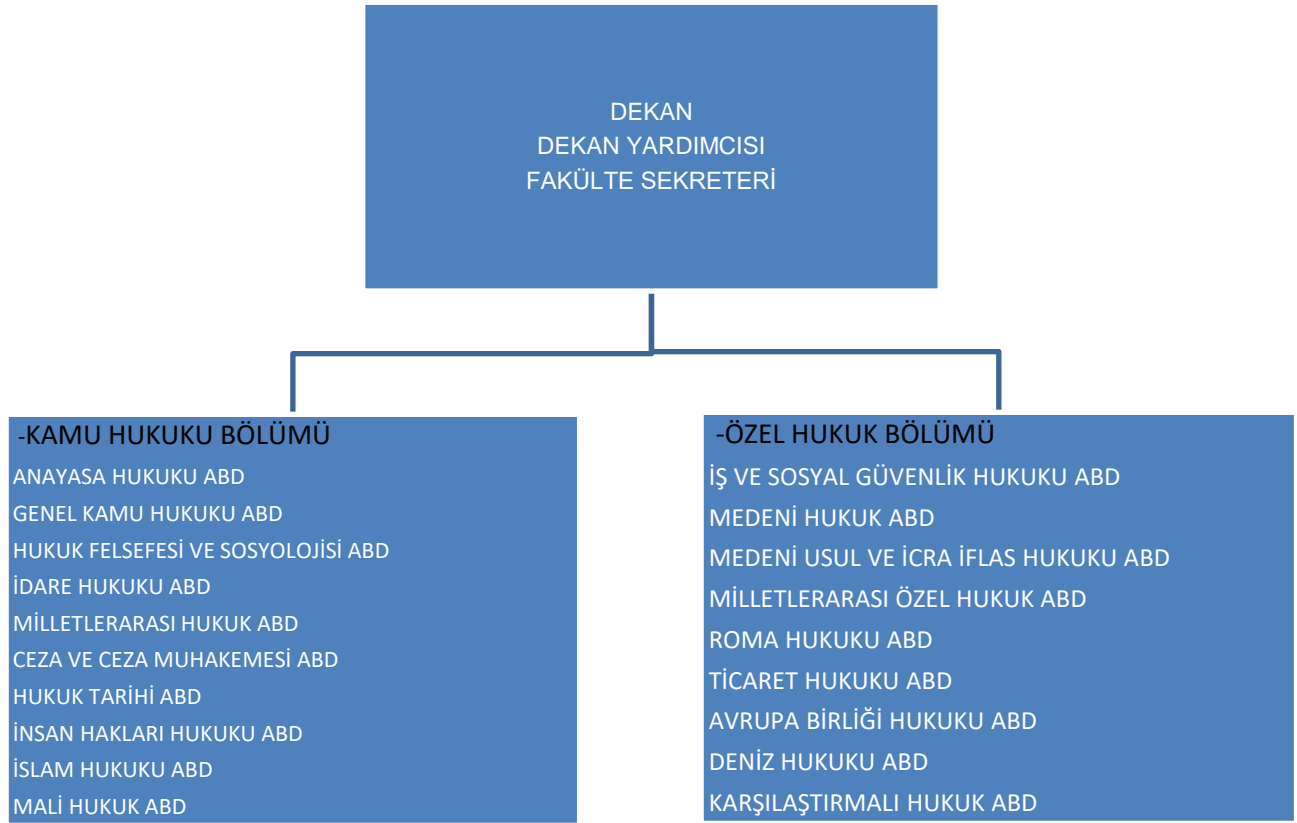 DEKAN
DEKAN YARDIMCISI
FAKÜLTE SEKRETERİ
-KAMU HUKUKU BÖLÜMÜ
ANAYASA HUKUKU ABD
GENEL KAMU HUKUKU ABD
HUKUK FELSEFESİ VE SOSYOLOJİSİ ABD
İDARE HUKUKU ABD
MİLLETLERARASI HUKUK ABD
CEZA VE CEZA MUHAKEMESİ ABD
HUKUK TARİHİ ABD
İNSAN HAKLARI HUKUKU ABD
İSLAM HUKUKU ABD
MALİ HUKUK ABD
-ÖZEL HUKUK BÖLÜMÜ
İŞ VE SOSYAL GÜVENLİK HUKUKU ABD
MEDENİ HUKUK ABD
MEDENİ USUL VE İCRA İFLAS HUKUKU ABD
MİLLETLERARASI ÖZEL HUKUK ABD
ROMA HUKUKU ABD
TİCARET HUKUKU ABD
AVRUPA BİRLİĞİ HUKUKU ABD
DENİZ HUKUKU ABD
KARŞILAŞTIRMALI HUKUK ABD